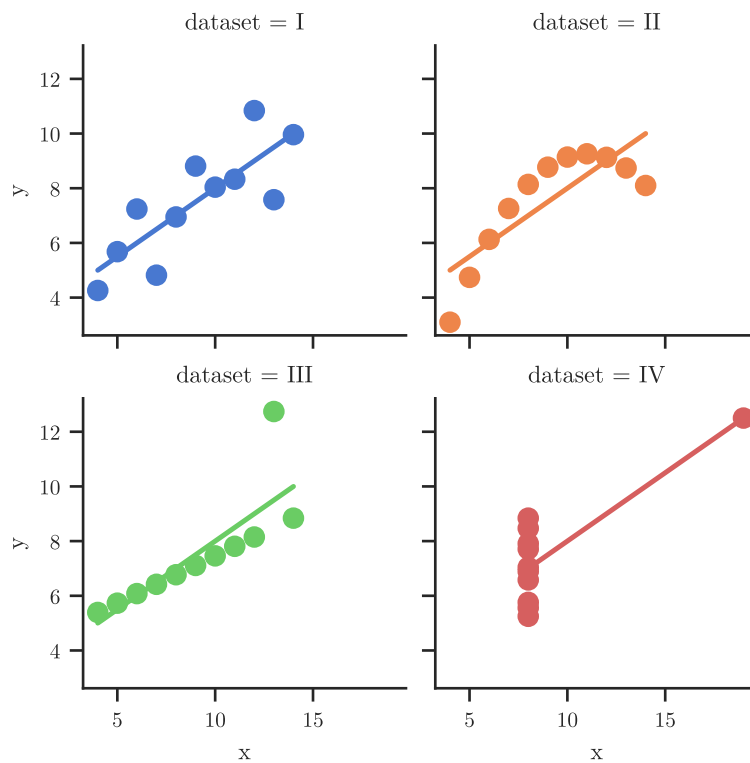 dataset = I
dataset = II
12
10
8
6
4
y
dataset = III
dataset = IV
12
10
8
6
4
y
5 10 15
5 10 15
x
x